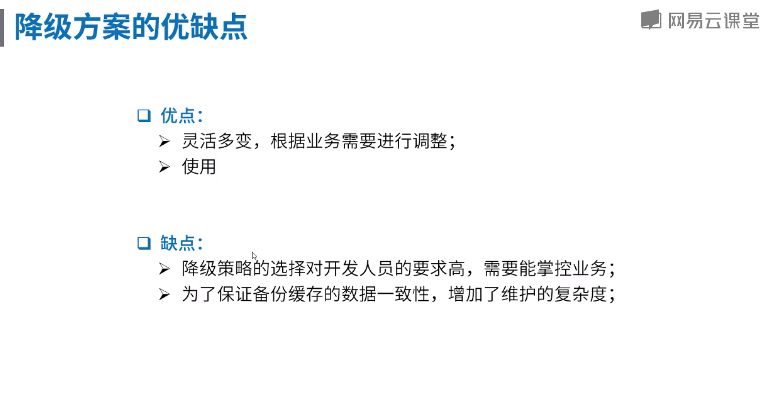 降级方案的优缺点
网易云课堂
优点：
灵活多变，根据业务需要进行调整；
使用
缺点：
降级策略的选择对开发人员的要求高，需要能掌控业务；
为了保证备份缓存的数据一致性，增加了维护的复杂度；